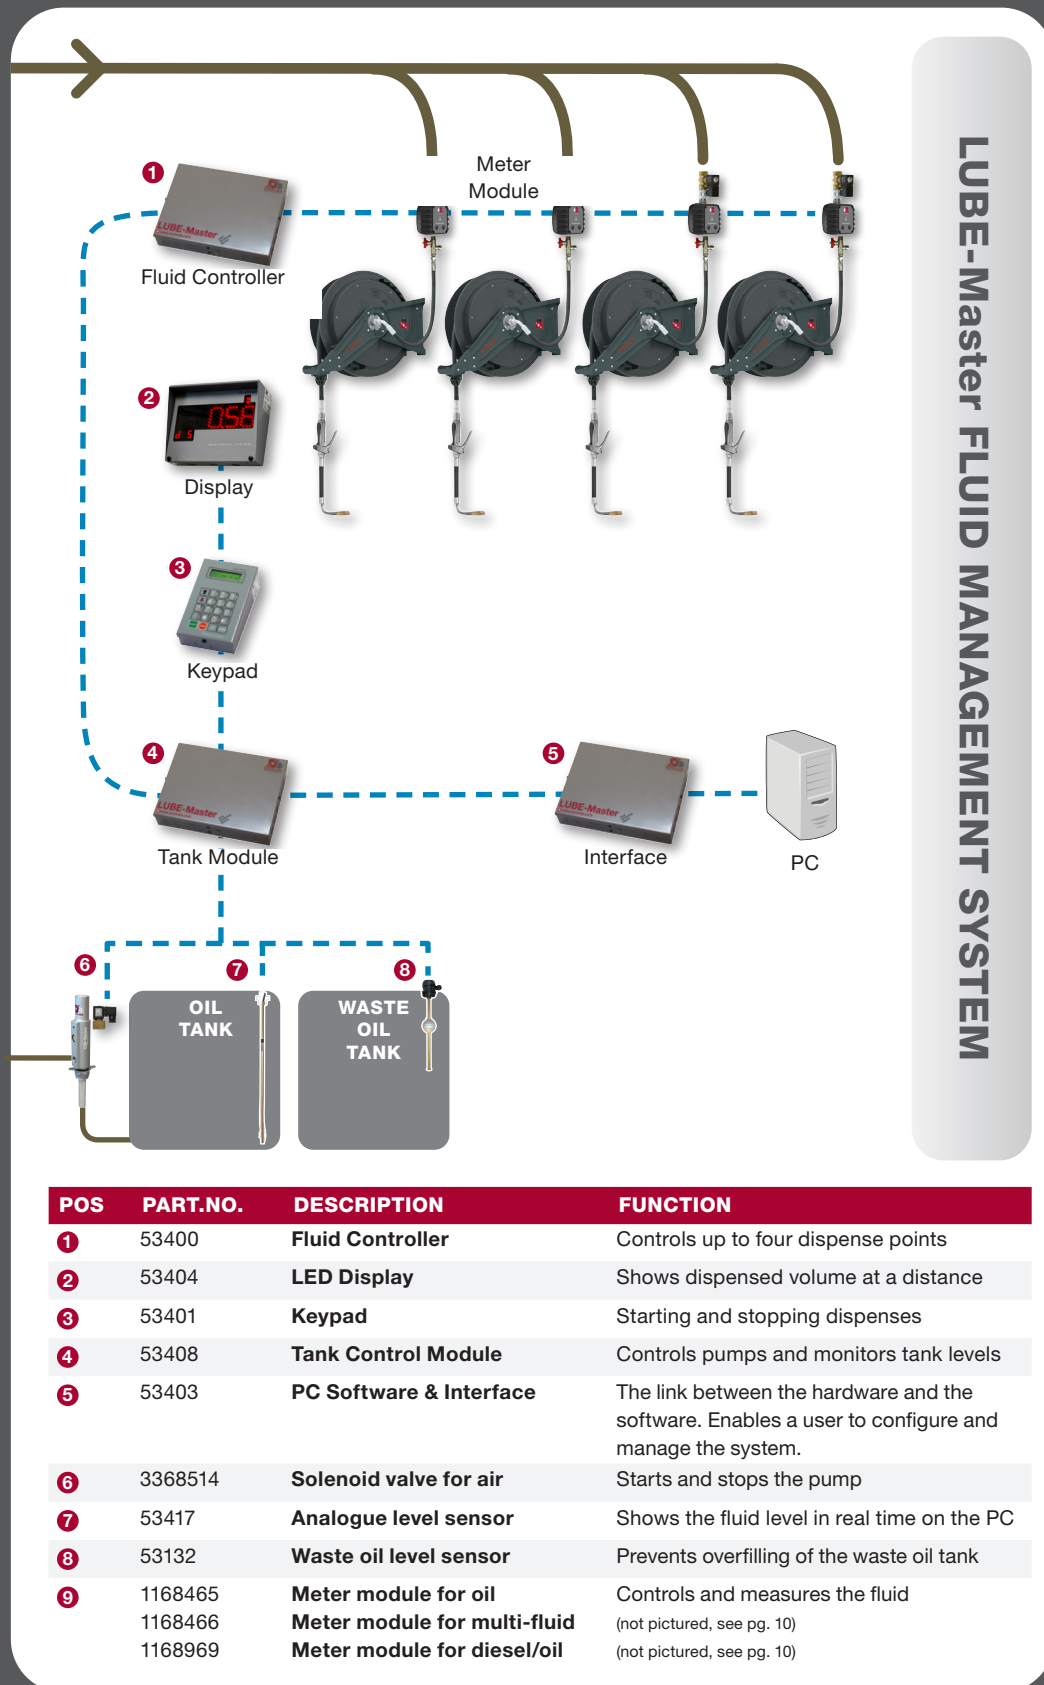 LUBE-Master FLUID MANAGEMENT SYSTEM
Meter
Module
1
LUBE-Master
Fluid Controller
2
0.58
Display
3
Keypad
4
LUBE-Master
Tank Module
5
LUBE-Master
Interface
PC
6
7
8
OIL
TANK
WASTE
OIL
TANK
POS PART.NO. DESCRIPTION FUNCTION
1 53400 Fluid Controller Controls up to four dispense points
2 53404 LED Display Shows dispensed volume at a distance
3 53401 Keypad Starting and stopping dispenses
4 53408 Tank Control Module Controls pumps and monitors tank levels
5 53403 PC Software & Interface The link between the hardware and the
software. Enables a user to configure and
manage the system.
6 3368514 Solenoid valve for air Starts and stops the pump
7 53417 Analogue level sensor Shows the fluid level in real time on the PC
8 53132 Waste oil level sensor Prevents overfilling of the waste oil tank
9 1168465 Meter module for oil Controls and measures the fluid
1168466 Meter module for multi-fluid (not pictured, see pg. 10)
1168969 Meter module for diesel/oil (not pictured, see pg. 10)